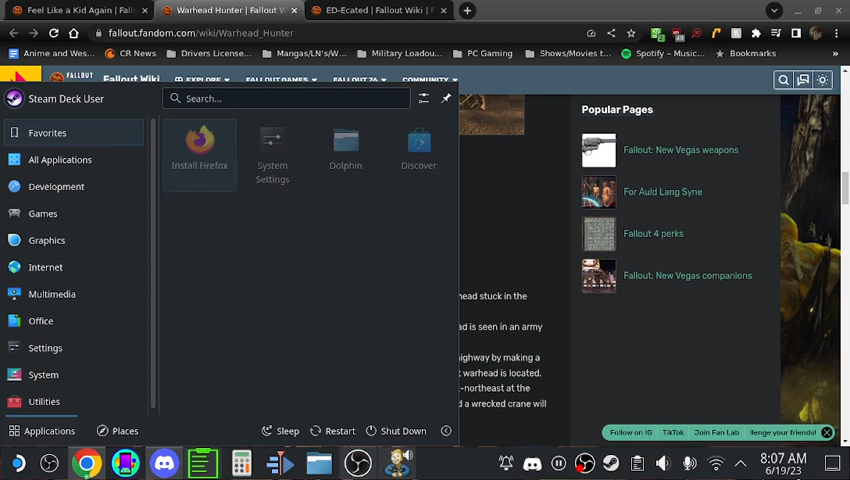 Feel Like a Kid Again | Fall
Warhead Hunter | Fallout W
ED-Ecated | Fallout Wiki | F
fallout.fandom.com/wiki/Warhead_Hunter
Anime and Wes...
CR News
Drivers License...
Mangas/LN's/W...
Military Loadou...
PC Gaming
Shows/Movies t...
Spotify – Music...
Bookmarks
FALLOUT
Fallout Wiki
EXPLORE
FALLOUT GAMES
FALLOUT 76
COMMUNITY
Steam Deck User
Search...
Favorites
All Applications
Development
Games
Graphics
Internet
Multimedia
Office
Settings
System
Utilities
Install Firefox
System Settings
Dolphin
Discover
Applications
Places
Sleep
Restart
Shut Down
head stuck in the
ead is seen in an army
highway by making a
t warhead is located.
-northeast at the
d a wrecked crane will
Popular Pages
Fallout: New Vegas weapons
For Auld Lang Syne
Fallout 4 perks
Fallout: New Vegas companions
Follow on IG
TikTok
Join Fan Lab
llenge your friends!
8:07 AM
6/19/23